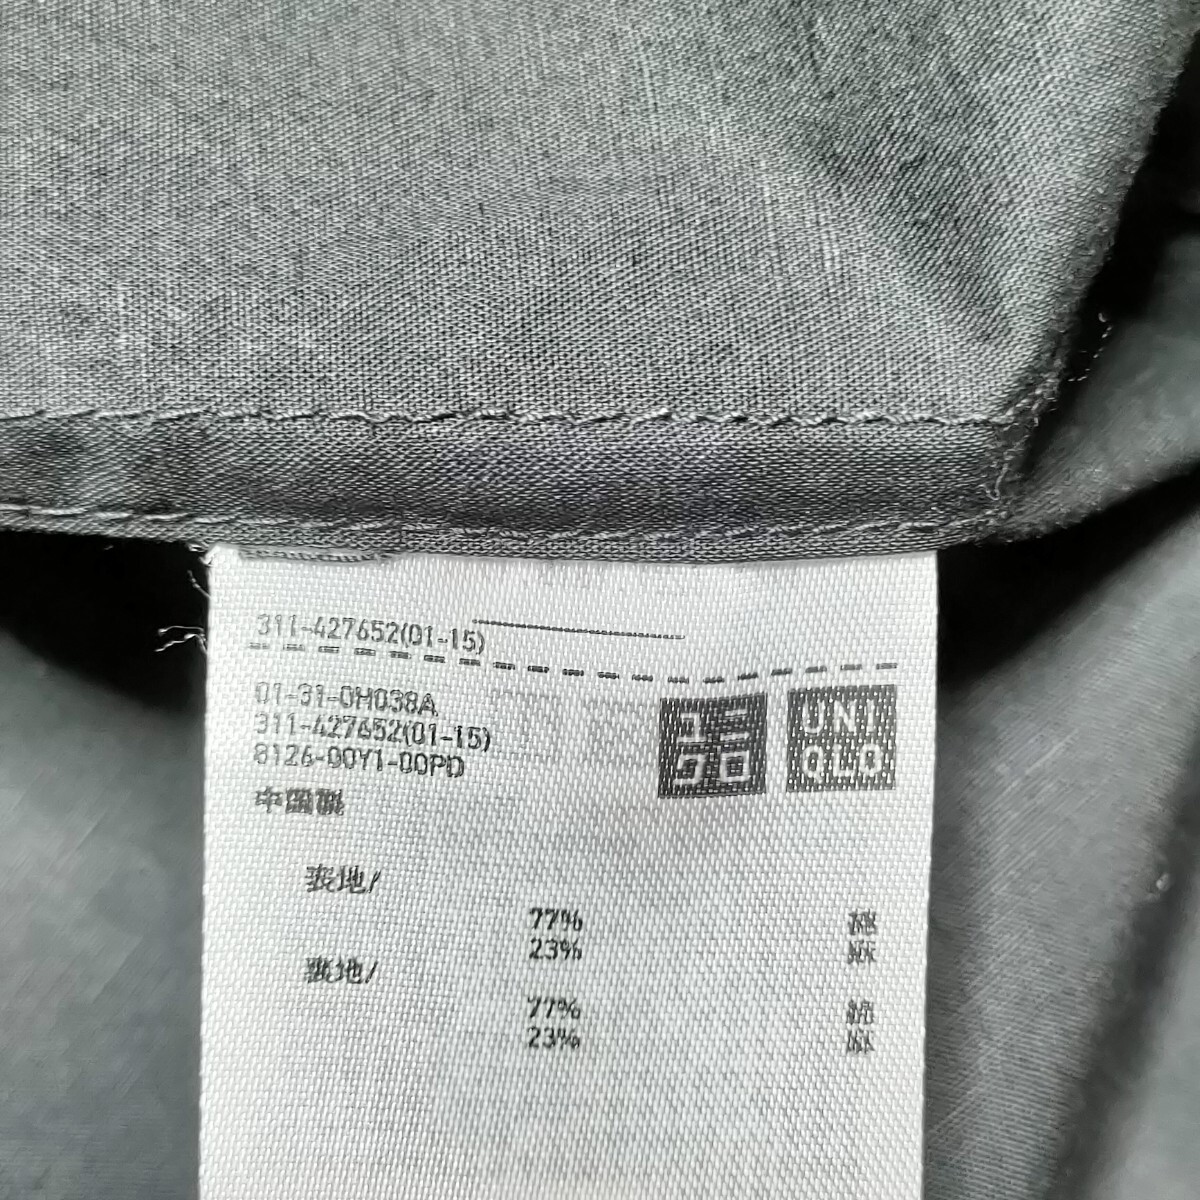 311-427652(01-15)
01-31-0H038A
311-427652(01-15)
8126-00Y1-00PD
中国製
ユニ
クロ
UNI
QLO
表地/
77% 綿
23% 麻
裏地/
77% 綿
23% 麻